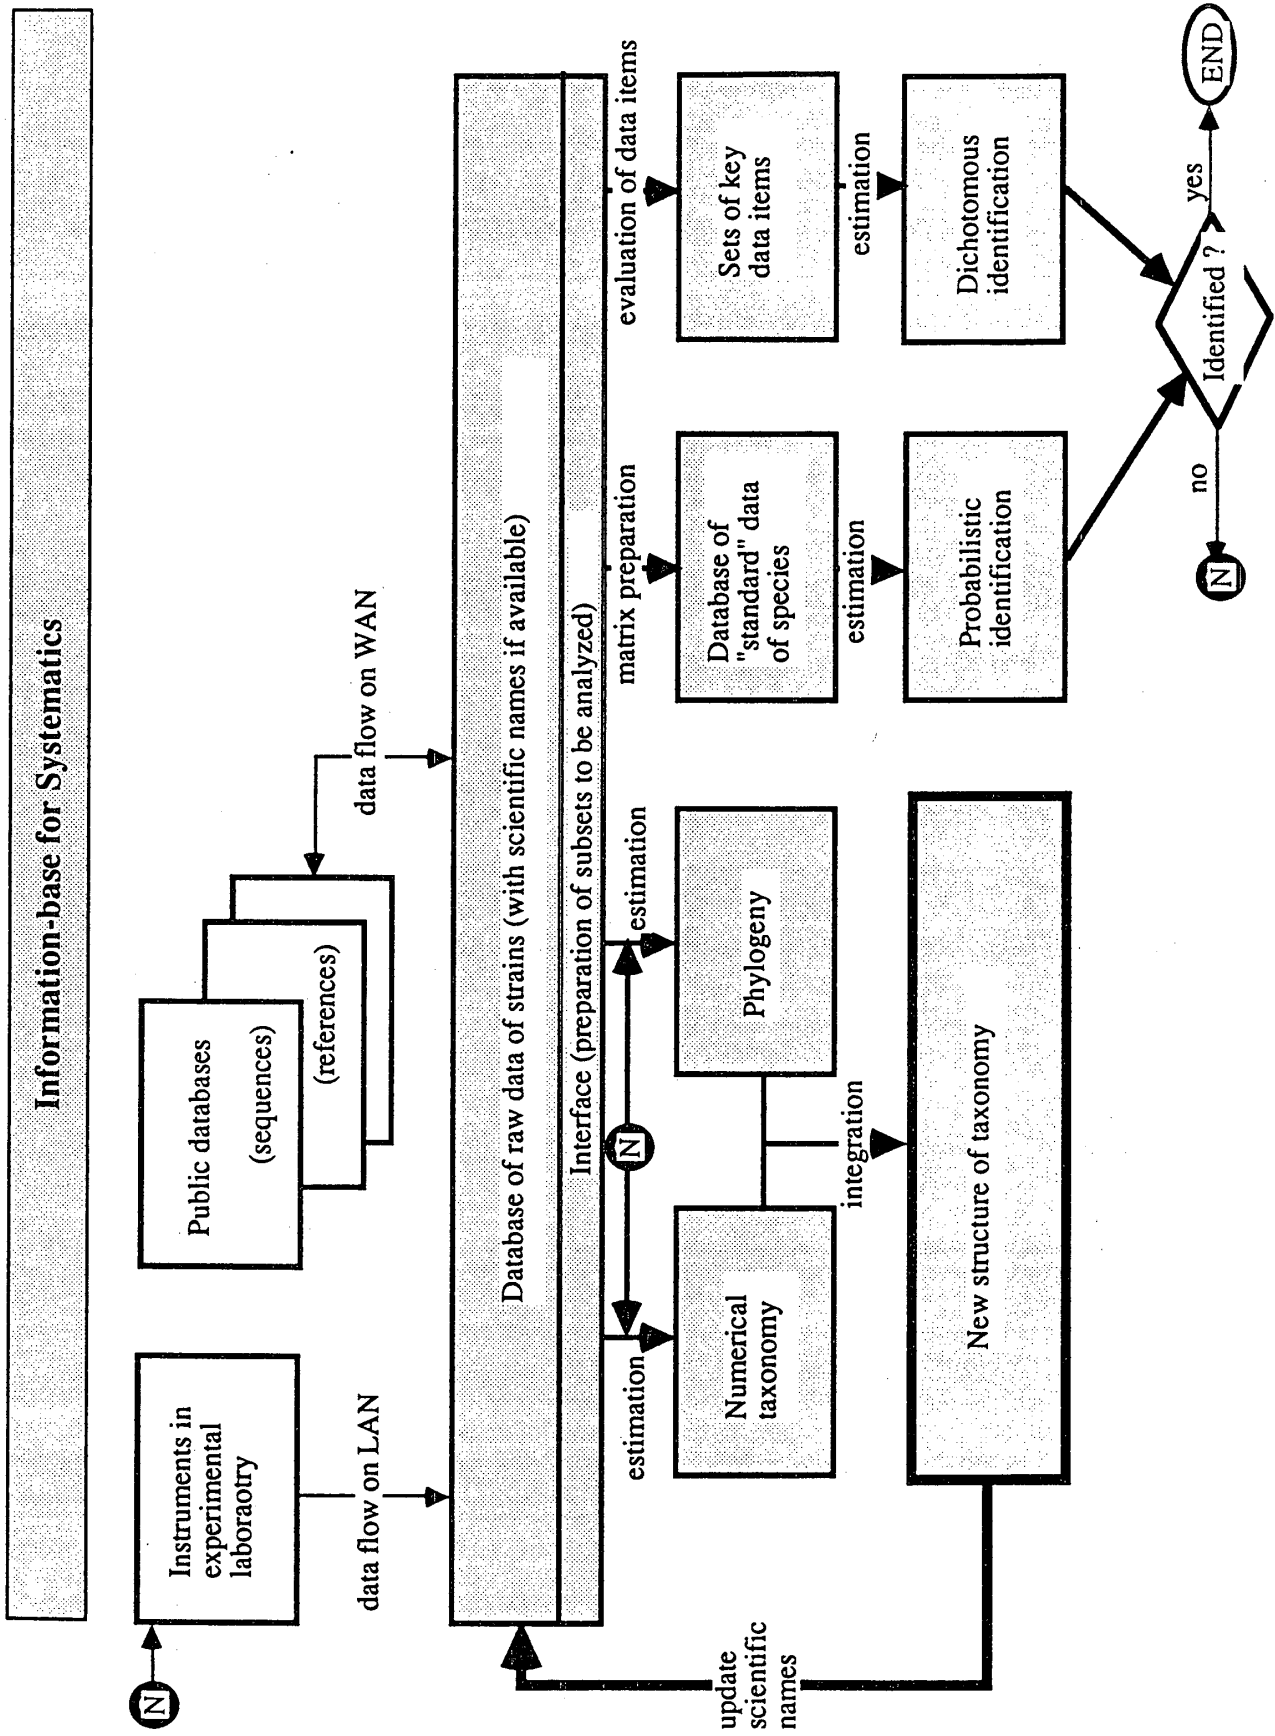 Information-base for Systematics
N
Instruments in
experimental
laboraotry
Public databases
(sequences)
(references)
data flow on LAN
data flow on WAN
Database of raw data of strains (with scientific names if available)
Interface (preparation of subsets to be analyzed)
estimation
N
estimation
matrix preparation
evaluation of data items
Numerical
taxonomy
Phylogeny
Database of
"standard" data
of species
Sets of key
data items
update
scientific
names
integration
estimation
estimation
New structure of taxonomy
Probabilistic
identification
Dichotomous
identification
N
no
Identified ?
yes
END